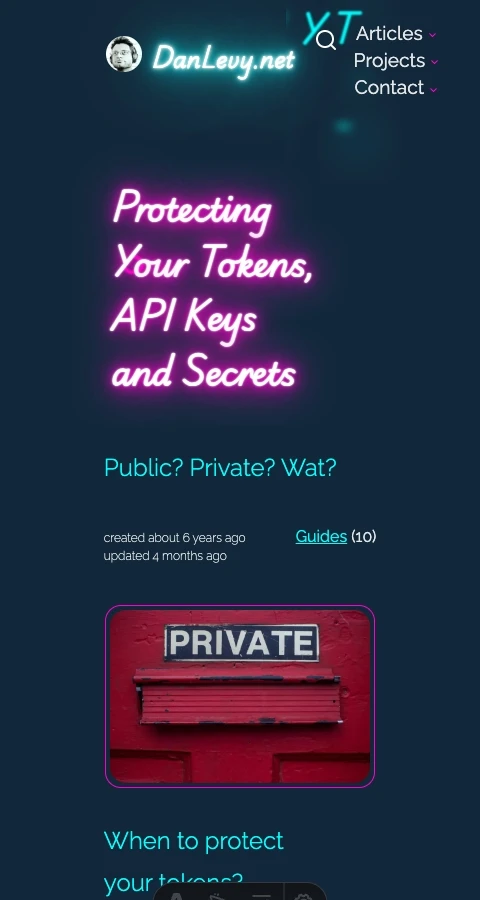 DanLevy.net
Articles
Projects
Contact
Protecting
Your Tokens,
API Keys
and Secrets
Public? Private? Wat?
created about 6 years ago
updated 4 months ago
Guides (10)
PRIVATE
When to protect
your tokens?